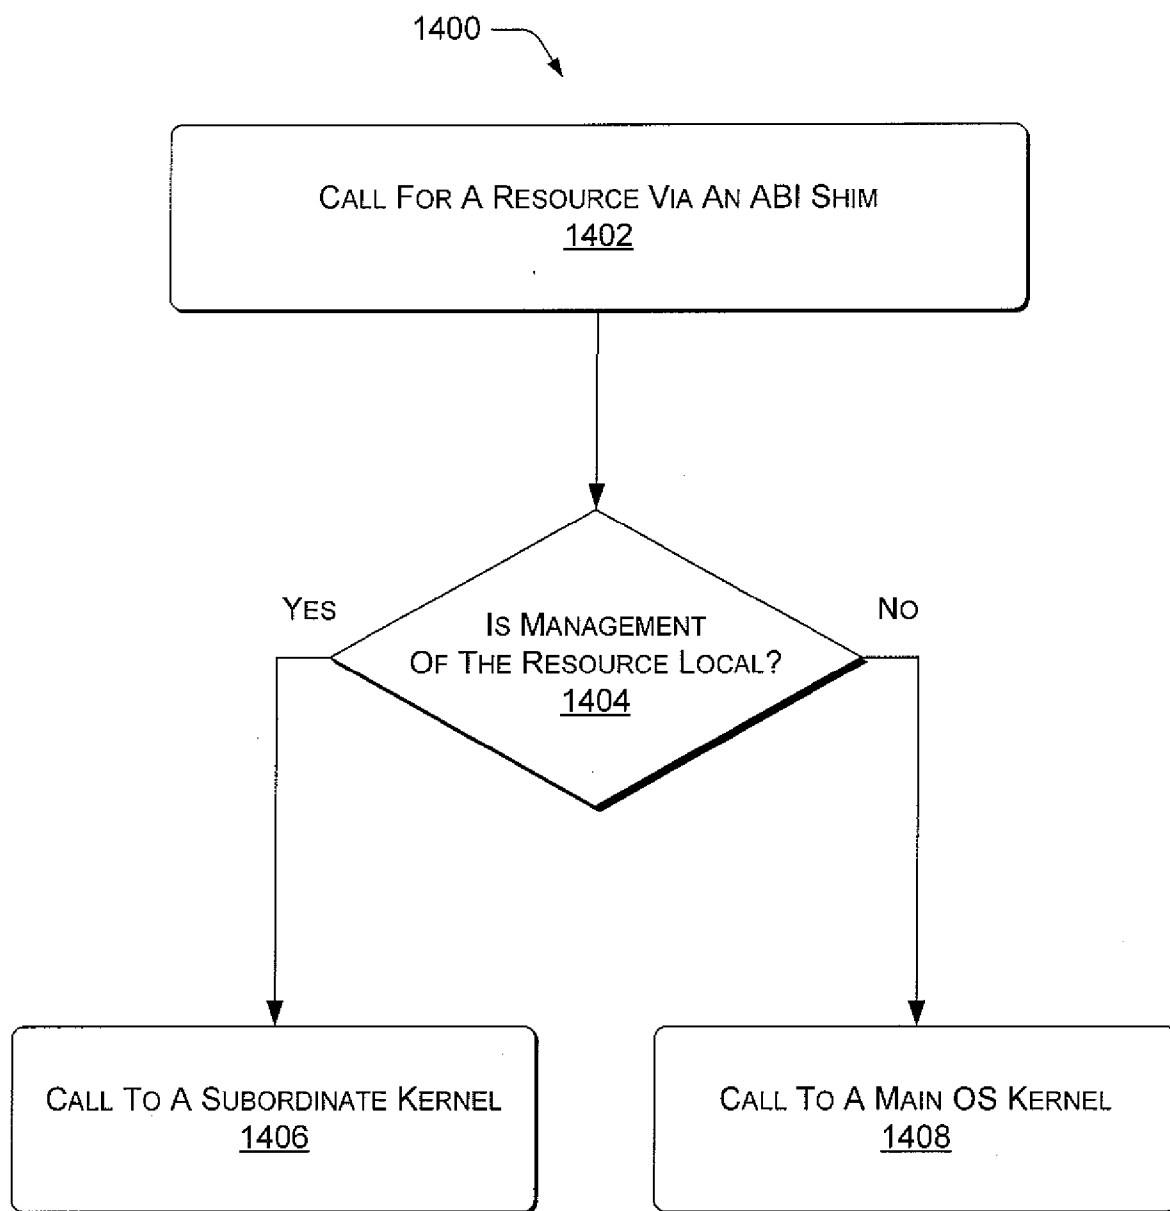 1400
CALL FOR A RESOURCE VIA AN ABI SHIM
1402
YES
NO
IS MANAGEMENT
OF THE RESOURCE LOCAL?
1404
CALL TO A SUBORDINATE KERNEL
1406
CALL TO A MAIN OS KERNEL
1408